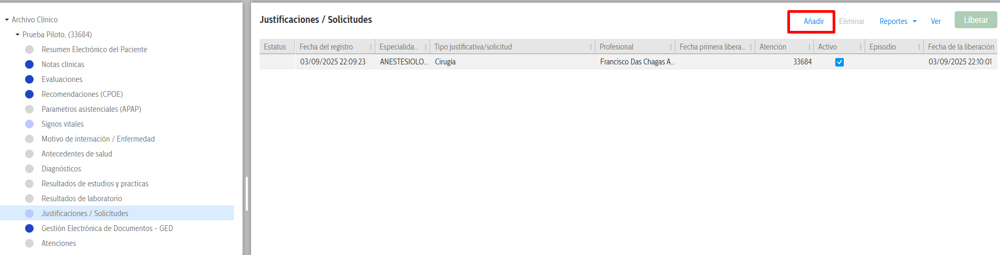 Archivo Clínico
Prueba Piloto, (33684)
Resumen Electrónico del Paciente
Notas clínicas
Evaluaciones
Recomendaciones (CPOE)
Parametros asistenciales (APAP)
Signos vitales
Motivo de internación / Enfermedad
Antecedentes de salud
Diagnósticos
Resultados de estudios y practicas
Resultados de laboratorio
Justificaciones / Solicitudes
Gestión Electrónica de Documentos - GED
Atenciones
Justificaciones / Solicitudes
Añadir Eliminar Reportes Ver Liberar
Estatus Fecha del registro Especialida... Tipo justificativa/solicitud Profesional Fecha primera libera... Atención Activo Episodio Fecha de la liberación
03/09/2025 22:09:23 ANESTESIOLO... Cirugía Francisco Das Chagas A... 33684 03/09/2025 22:10:01